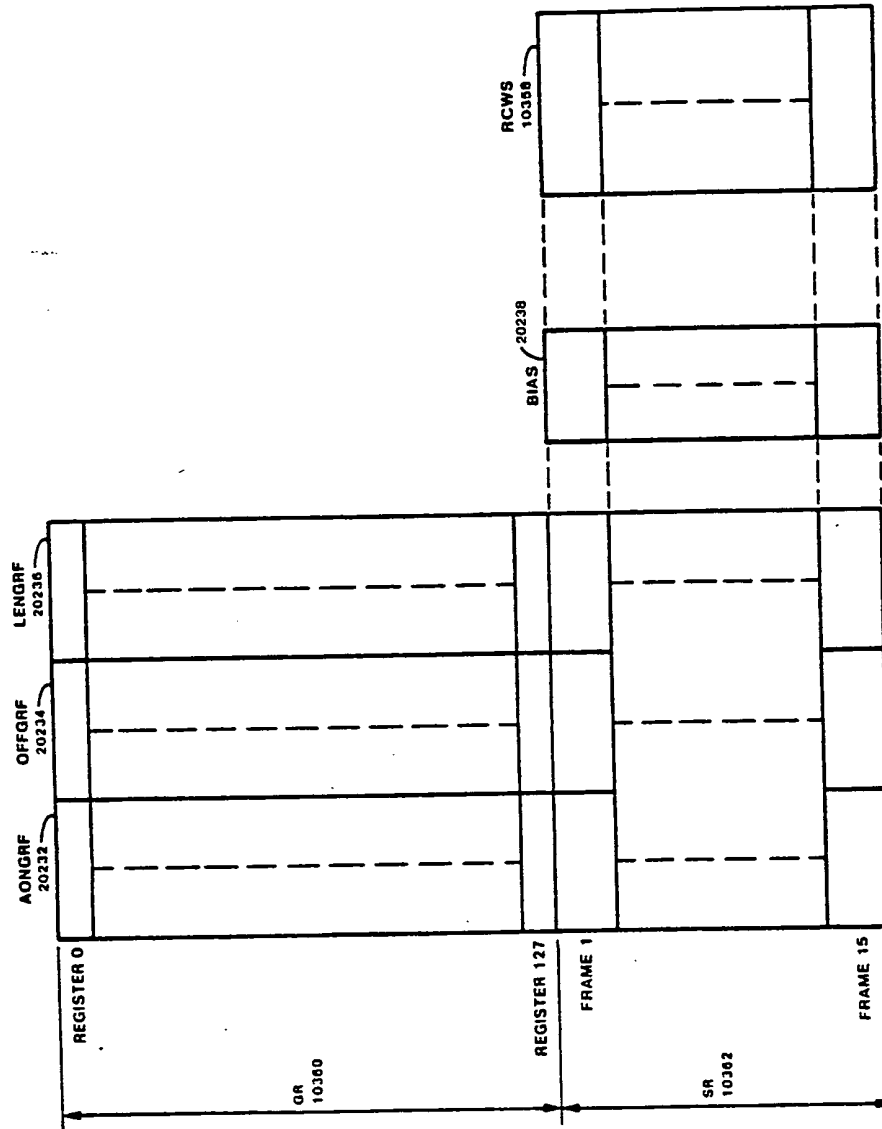 AONGRF
20232
OFFGRF
20234
LENGRF
20236
REGISTER 0
GR
10360
REGISTER 127
BIAS
20238
RCWS
10358
FRAME 1
SR
10362
FRAME 15